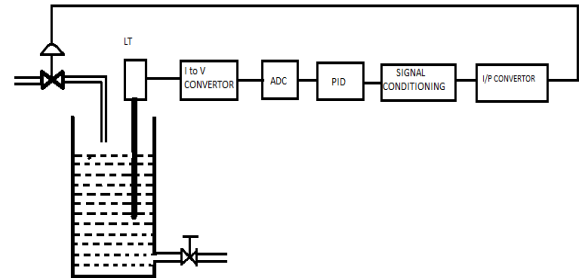 LT
I to V
CONVERTOR
ADC
PID
SIGNAL
CONDITIONING
I/P CONVERTOR